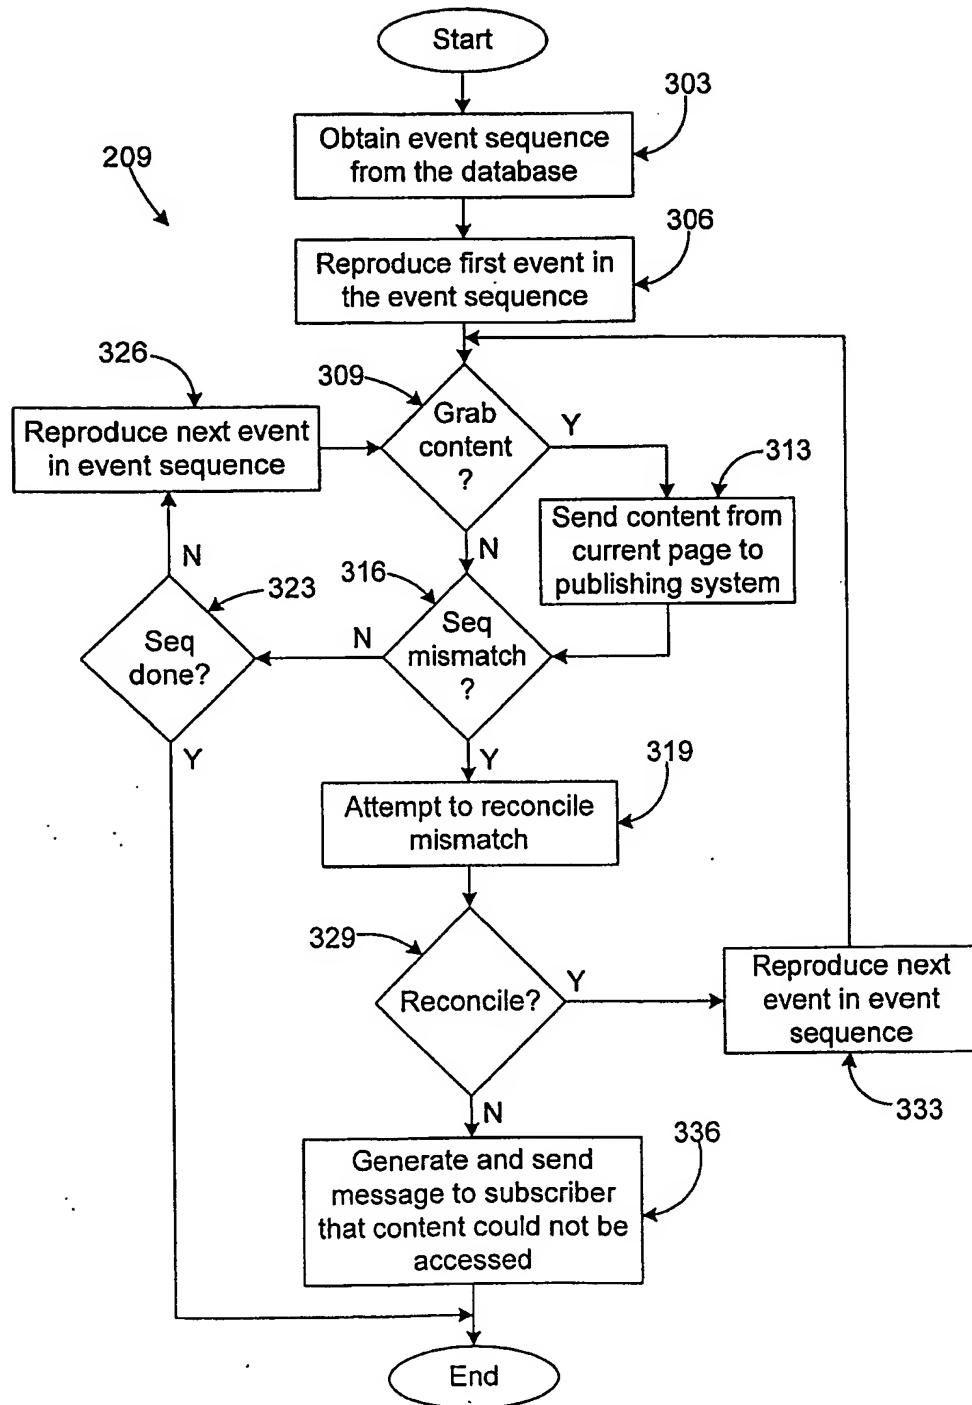 Start
303
Obtain event sequence
from the database
209
306
Reproduce first event in
the event sequence
326
309
Reproduce next event
in event sequence
Grab
content
?
Y
313
Send content from
current page to
publishing system
N
N
316
323
Seq
mismatch
?
N
Seq
done?
Y
Y
319
Attempt to reconcile
mismatch
329
Reconcile?
Y
Reproduce next
event in event
sequence
333
N
336
Generate and send
message to subscriber
that content could not be
accessed
End